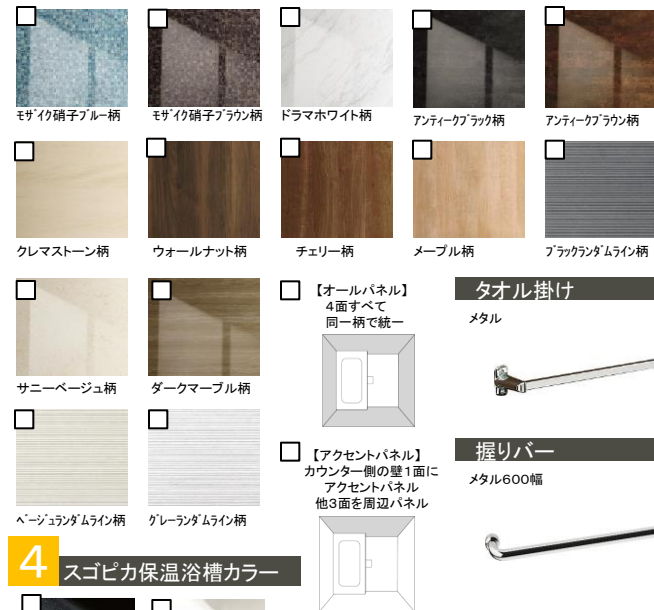 モザイク硝子ブルー柄
モザイク硝子ブラウン柄
ドラマホワイト柄
アンティークブラック柄
アンティークブラウン柄
クレマストーン柄
ウォールナット柄
チェリー柄
メープル柄
ブラックランダムライン柄
サニーベージュ柄
ダークマーブル柄
【オールパネル】
4面すべて
同一柄で統一
タオル掛け
メタル
ベージュランダムライン柄
グレーランダムライン柄
【アクセントパネル】
カウンター側の壁1面に
アクセントパネル
他3面を周辺パネル
握りバー
メタル600幅
4 スゴピカ保温浴槽カラー